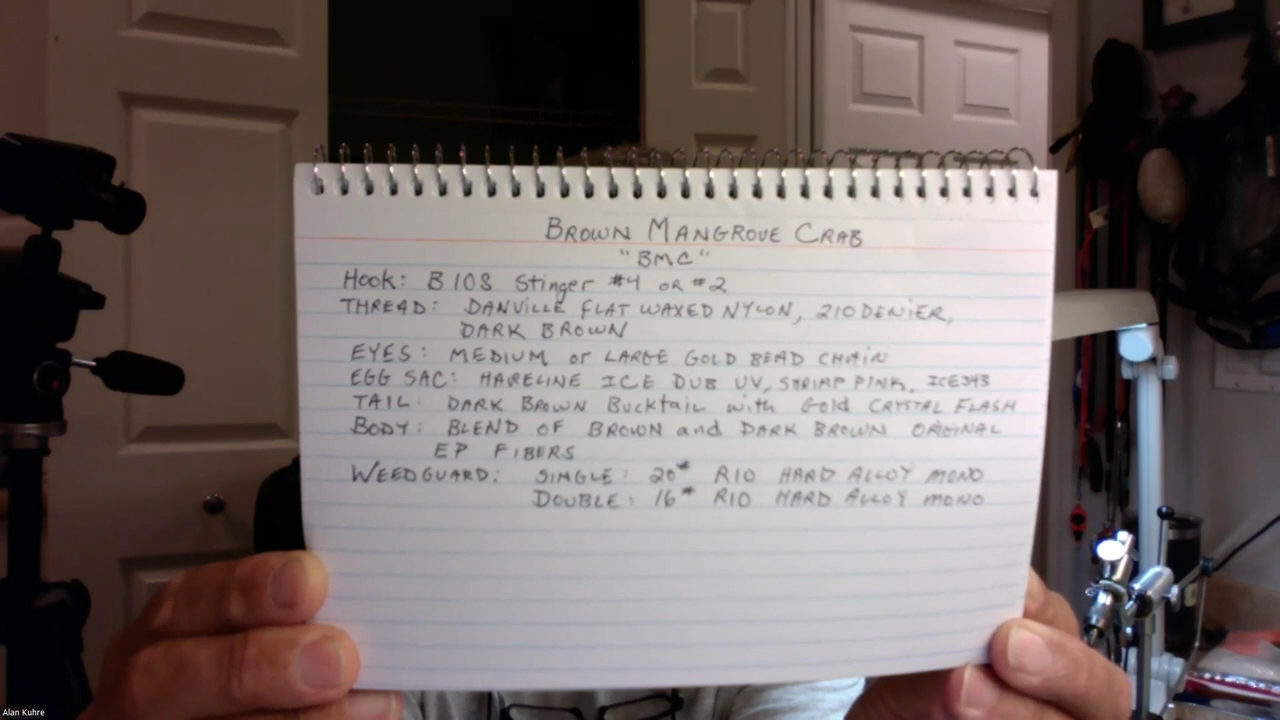 BROWN MANGROVE CRAB
"BMC"
HOOK: B10S Stinger #4 OR #2
THREAD: DANVILLE FLAT WAXED NYLON, 210 DENIER,
DARK BROWN
EYES: MEDIUM or LARGE GOLD BEAD CHAIN
EGG SAC: HARELINE ICE DUB UV, SHRIMP PINK, ICE343
TAIL: DARK BROWN Bucktail with Gold CRYSTAL FLASH
BODY: BLEND OF BROWN and DARK BROWN ORIGINAL
EP FIBERS
WEEDGUARD: SINGLE: 20# RIO HARD ALLOY MONO
DOUBLE: 16# RIO HARD ALLOY MONO
Alan Kuhre